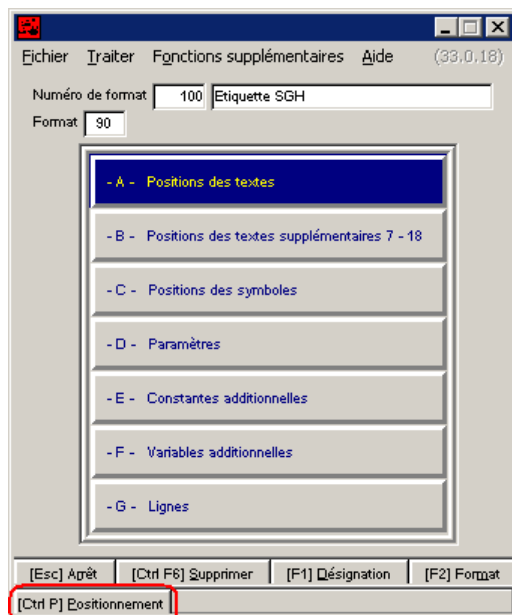 Fichier Traiter Fonctions supplémentaires Aide (33.0.18)
Numéro de format 100 Etiquette SGH
Format 90
- A - Positions des textes
- B - Positions des textes supplémentaires 7 - 18
- C - Positions des symboles
- D - Paramètres
- E - Constantes additionnelles
- F - Variables additionnelles
- G - Lignes
[Esc] Arrêt [Ctrl F6] Supprimer [F1] Désignation [F2] Format
[Ctrl P] Positionnement